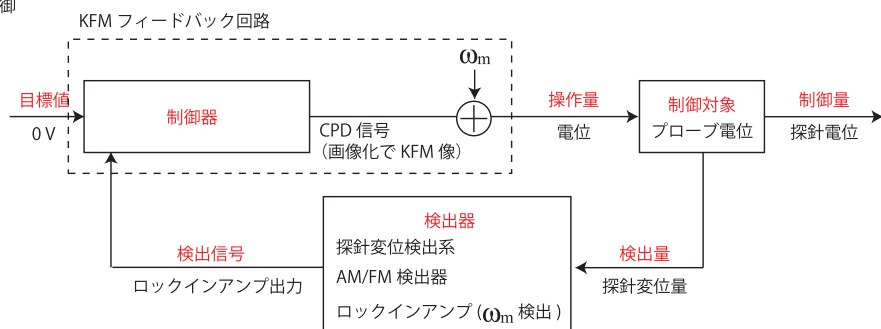 御
KFM フィードバック回路
ωm
目標値
0 V
制御器
CPD 信号
(画像化で KFM 像)
操作量
電位
制御対象
プローブ電位
制御量
探針電位
検出信号
ロックインアンプ出力
検出器
探針変位検出系
AM/FM 検出器
ロックインアンプ (ωm 検出 )
検出量
探針変位量